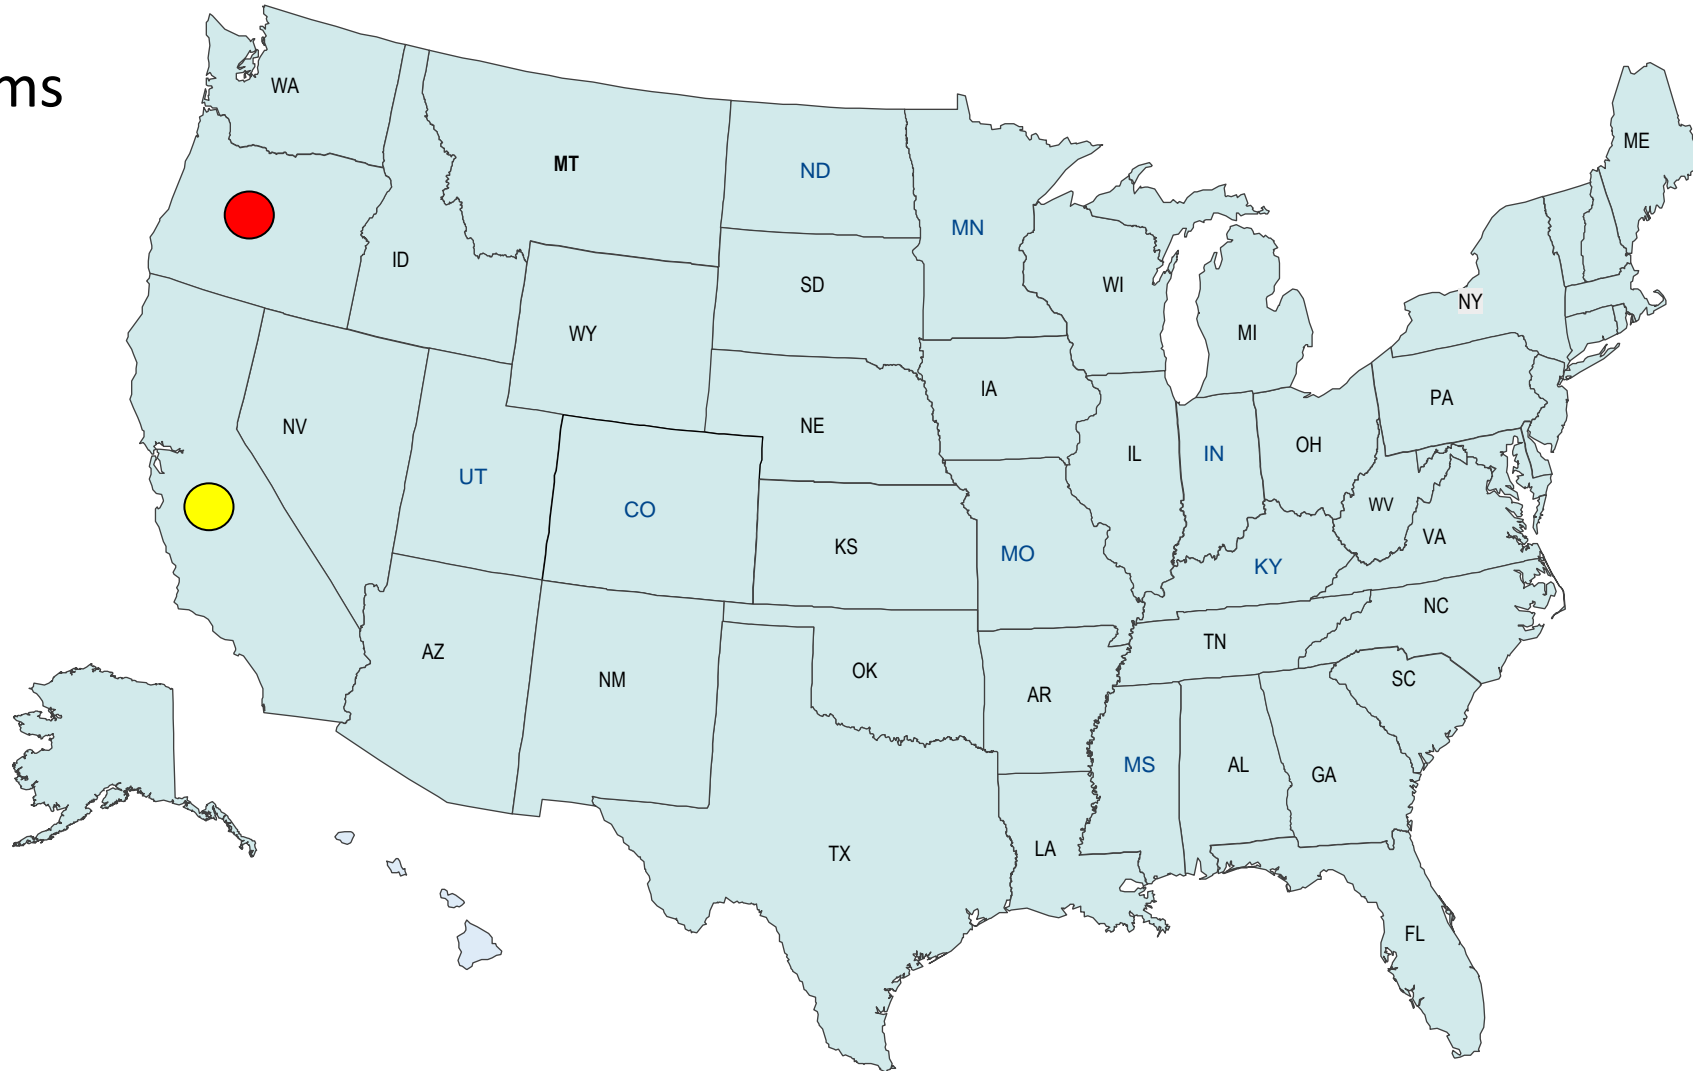 ms
WA
MT
ND
ME
MN
ID
SD
WI
NY
WY
MI
IA
PA
NV
NE
OH
IL
IN
UT
CO
WV
VA
KS
MO
KY
NC
TN
AZ
OK
NM
SC
AR
MS
AL
GA
TX
LA
FL